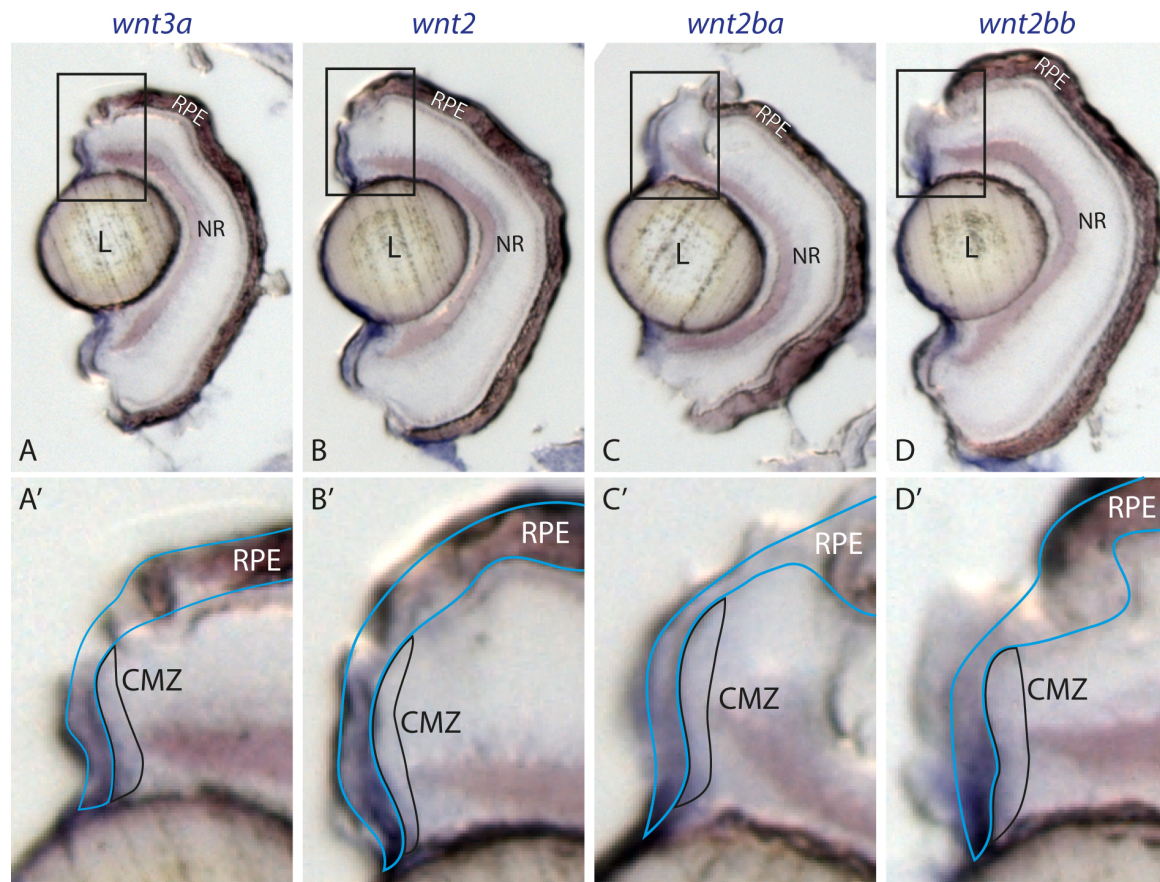 wnt3a wnt2 wnt2ba wnt2bb
RPE RPE RPE RPE
L NR L NR L NR L NR
A B C D
A' B' C' D'
RPE RPE RPE RPE
CMZ CMZ CMZ CMZ